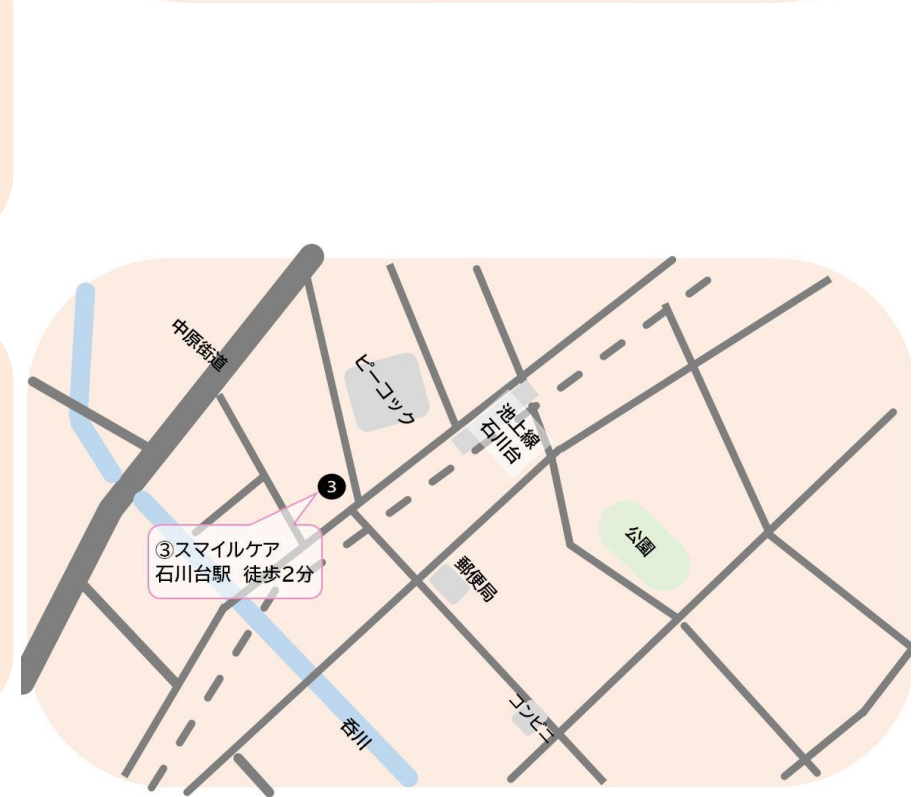 中原街道
ピーコック
池上線
石川台
❸
③スマイルケア
石川台駅 徒歩2分
公園
郵便局
コンビニ
呑川